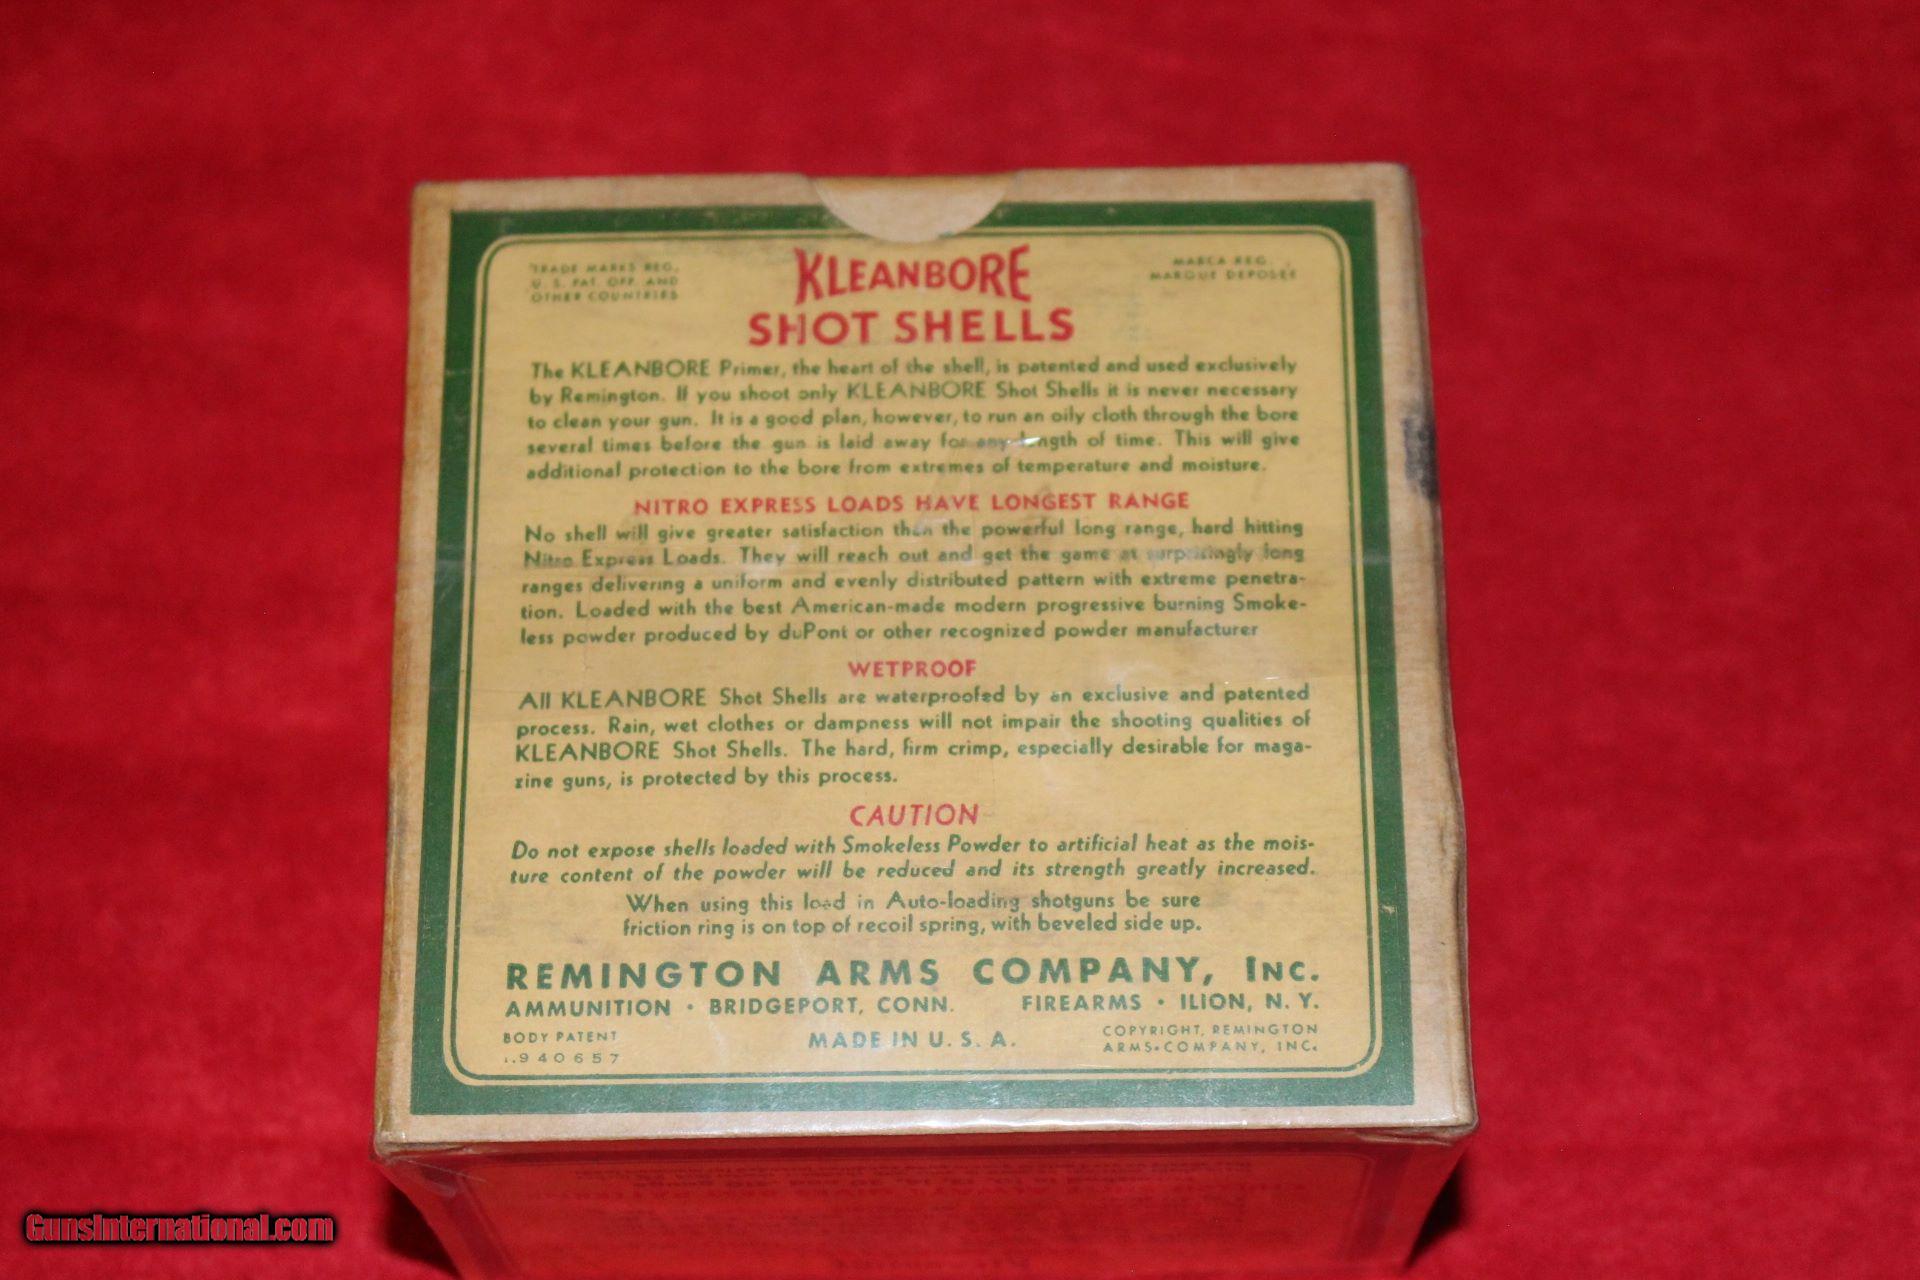 TRADE MARKS REG.
U. S. PAT. OFF. AND
OTHER COUNTRIES
KLEANBORE
SHOT SHELLS
MARCA REG.
MARQUE DEPOSEE
The KLEANBORE Primer, the heart of the shell, is patented and used exclusively
by Remington. If you shoot only KLEANBORE Shot Shells it is never necessary
to clean your gun. It is a good plan, however, to run an oily cloth through the bore
several times before the gun is laid away for any length of time. This will give
additional protection to the bore from extremes of temperature and moisture.
NITRO EXPRESS LOADS HAVE LONGEST RANGE
No shell will give greater satisfaction than the powerful long range, hard hitting
Nitro Express Loads. They will reach out and get the game at surprisingly long
ranges delivering a uniform and evenly distributed pattern with extreme penetra-
tion. Loaded with the best American-made modern progressive burning Smoke-
less powder produced by duPont or other recognized powder manufacturer
WETPROOF
All KLEANBORE Shot Shells are waterproofed by an exclusive and patented
process. Rain, wet clothes or dampness will not impair the shooting qualities of
KLEANBORE Shot Shells. The hard, firm crimp, especially desirable for maga-
zine guns, is protected by this process.
CAUTION
Do not expose shells loaded with Smokeless Powder to artificial heat as the mois-
ture content of the powder will be reduced and its strength greatly increased.
When using this load in Auto-loading shotguns be sure
friction ring is on top of recoil spring, with beveled side up.
REMINGTON ARMS COMPANY, INC.
AMMUNITION • BRIDGEPORT, CONN. FIREARMS • ILION, N. Y.
BODY PATENT
1,940657
MADE IN U. S. A.
COPYRIGHT, REMINGTON
ARMS COMPANY, INC.
GunsInternational.com